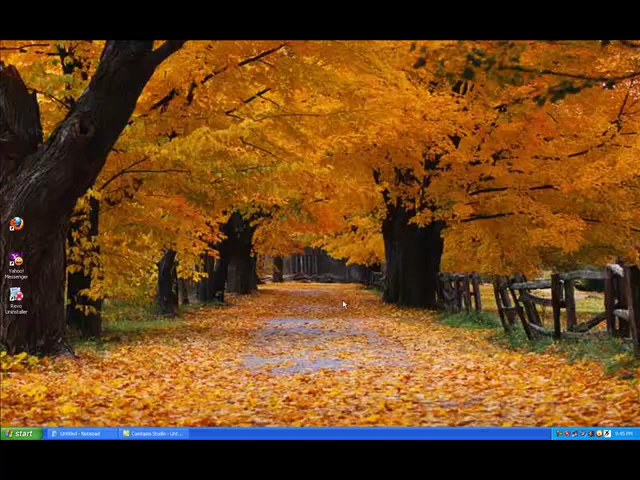 Yahoo!
Messenger
Revo
Uninstaller
start
Untitled - Notepad
Camtasia Studio - Unt...
9:45 PM